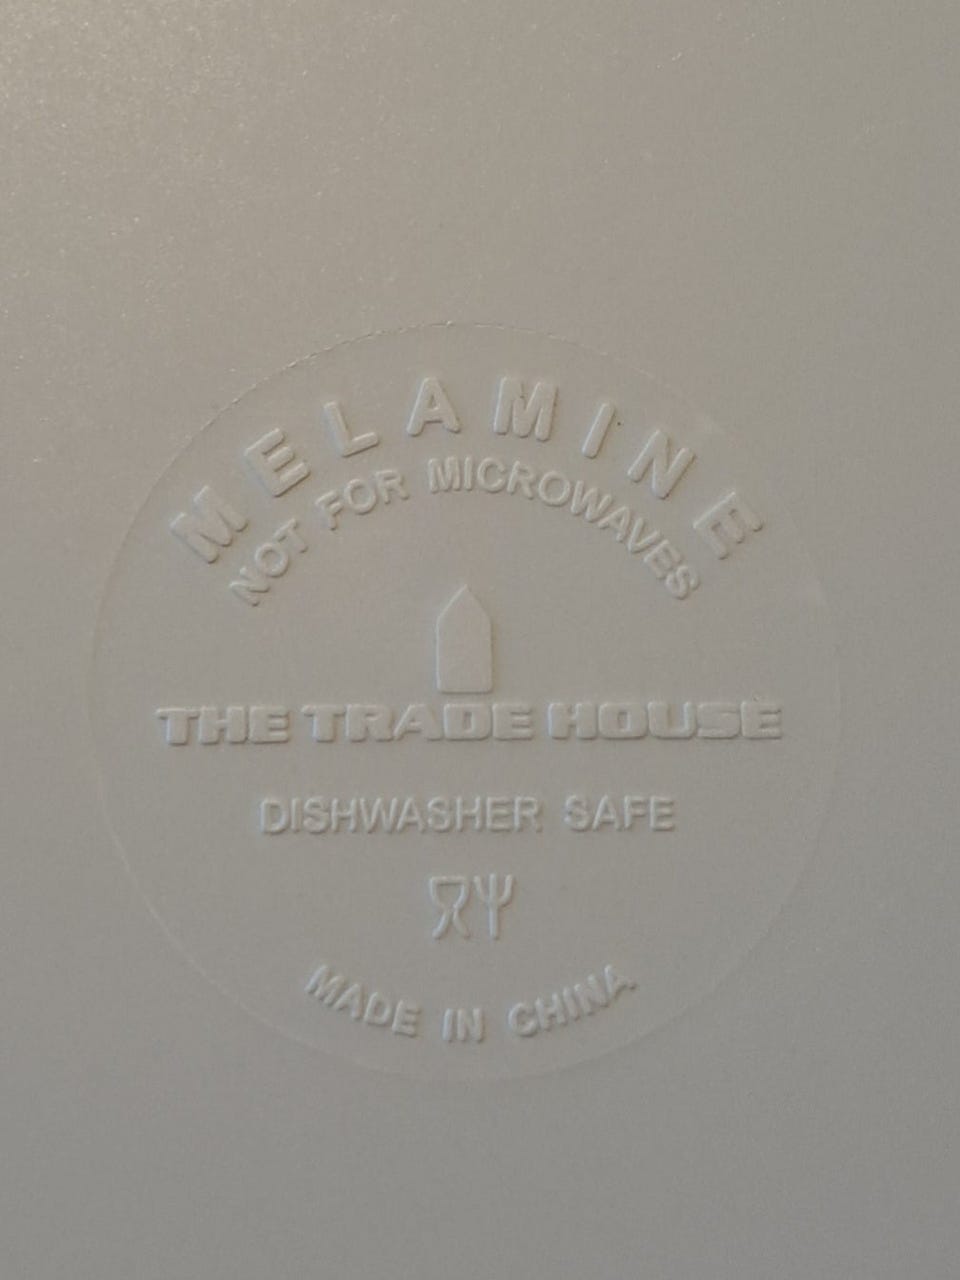 MELAMINE
NOT FOR MICROWAVES
THE TRADE HOUSE
DISHWASHER SAFE
MADE IN CHINA